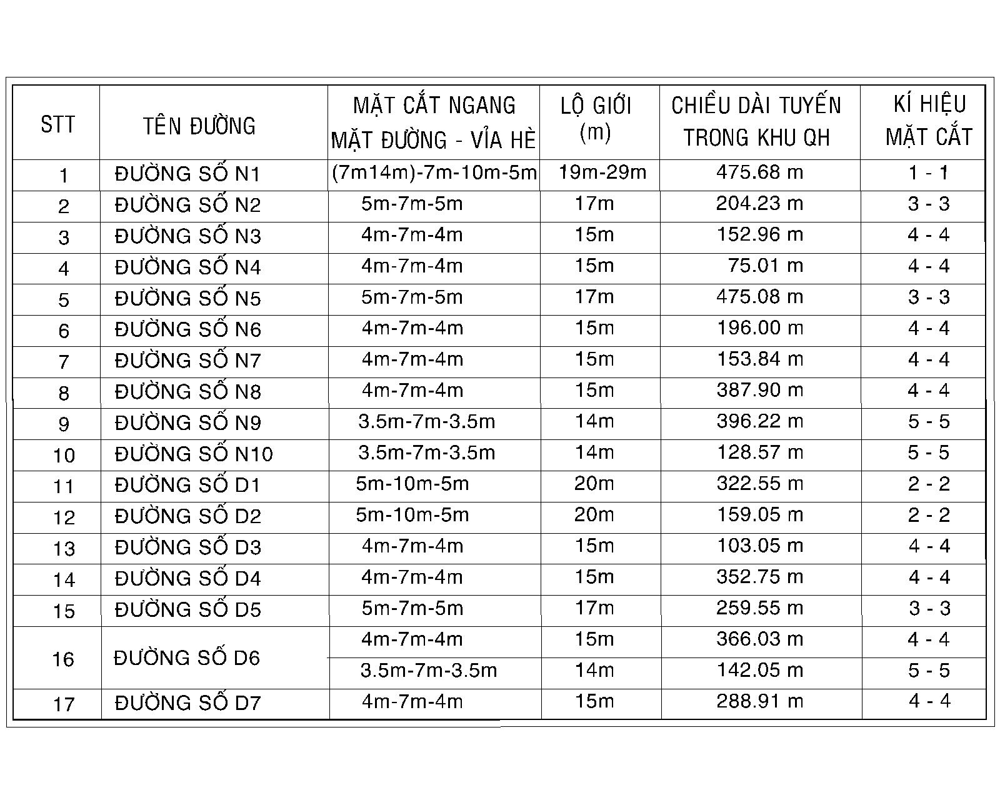 STT TÊN ĐƯỜNG MẶT CẮT NGANG LỘ GIỚI CHIỀU DÀI TUYẾN KÍ HIỆU
MẶT ĐƯỜNG - VỈA HÈ (m) TRONG KHU QH MẶT CẮT
1 ĐƯỜNG SỐ N1 (7m14m)-7m-10m-5m 19m-29m 475.68 m 1 - 1
2 ĐƯỜNG SỐ N2 5m-7m-5m 17m 204.23 m 3 - 3
3 ĐƯỜNG SỐ N3 4m-7m-4m 15m 152.96 m 4 - 4
4 ĐƯỜNG SỐ N4 4m-7m-4m 15m 75.01 m 4 - 4
5 ĐƯỜNG SỐ N5 5m-7m-5m 17m 475.08 m 3 - 3
6 ĐƯỜNG SỐ N6 4m-7m-4m 15m 196.00 m 4 - 4
7 ĐƯỜNG SỐ N7 4m-7m-4m 15m 153.84 m 4 - 4
8 ĐƯỜNG SỐ N8 4m-7m-4m 15m 387.90 m 4 - 4
9 ĐƯỜNG SỐ N9 3.5m-7m-3.5m 14m 396.22 m 5 - 5
10 ĐƯỜNG SỐ N10 3.5m-7m-3.5m 14m 128.57 m 5 - 5
11 ĐƯỜNG SỐ D1 5m-10m-5m 20m 322.55 m 2 - 2
12 ĐƯỜNG SỐ D2 5m-10m-5m 20m 159.05 m 2 - 2
13 ĐƯỜNG SỐ D3 4m-7m-4m 15m 103.05 m 4 - 4
14 ĐƯỜNG SỐ D4 4m-7m-4m 15m 352.75 m 4 - 4
15 ĐƯỜNG SỐ D5 5m-7m-5m 17m 259.55 m 3 - 3
16 ĐƯỜNG SỐ D6 4m-7m-4m 15m 366.03 m 4 - 4
3.5m-7m-3.5m 14m 142.05 m 5 - 5
17 ĐƯỜNG SỐ D7 4m-7m-4m 15m 288.91 m 4 - 4